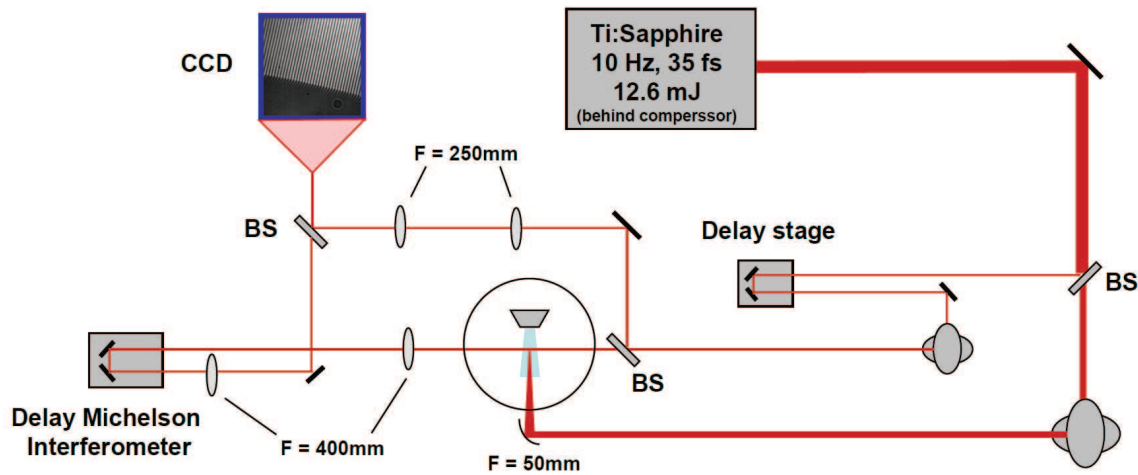 CCD
Ti:Sapphire
10 Hz, 35 fs
12.6 mJ
(behind comperssor)
F = 250mm
BS
Delay stage
BS
BS
Delay Michelson
Interferometer
F = 400mm
F = 50mm